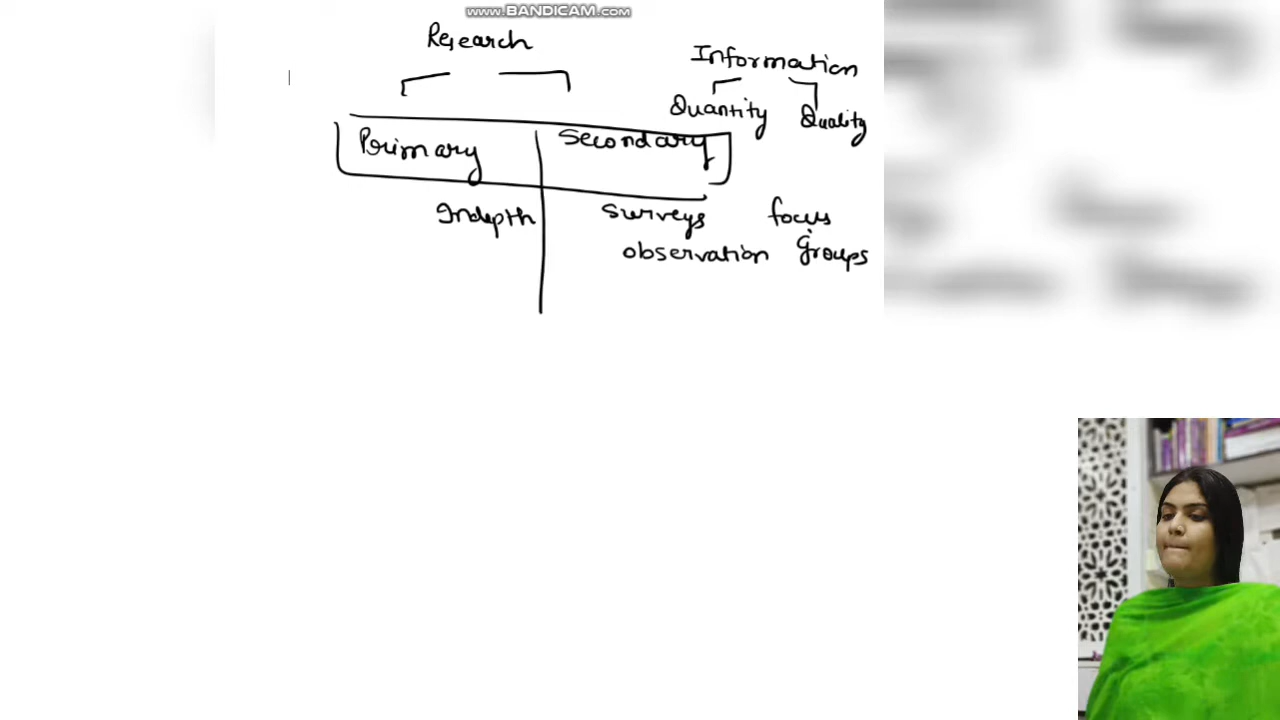 www.BANDICAM.com
Research
Information
Quantity Quality
Primary Secondary
Indepth surveys focus
observation groups